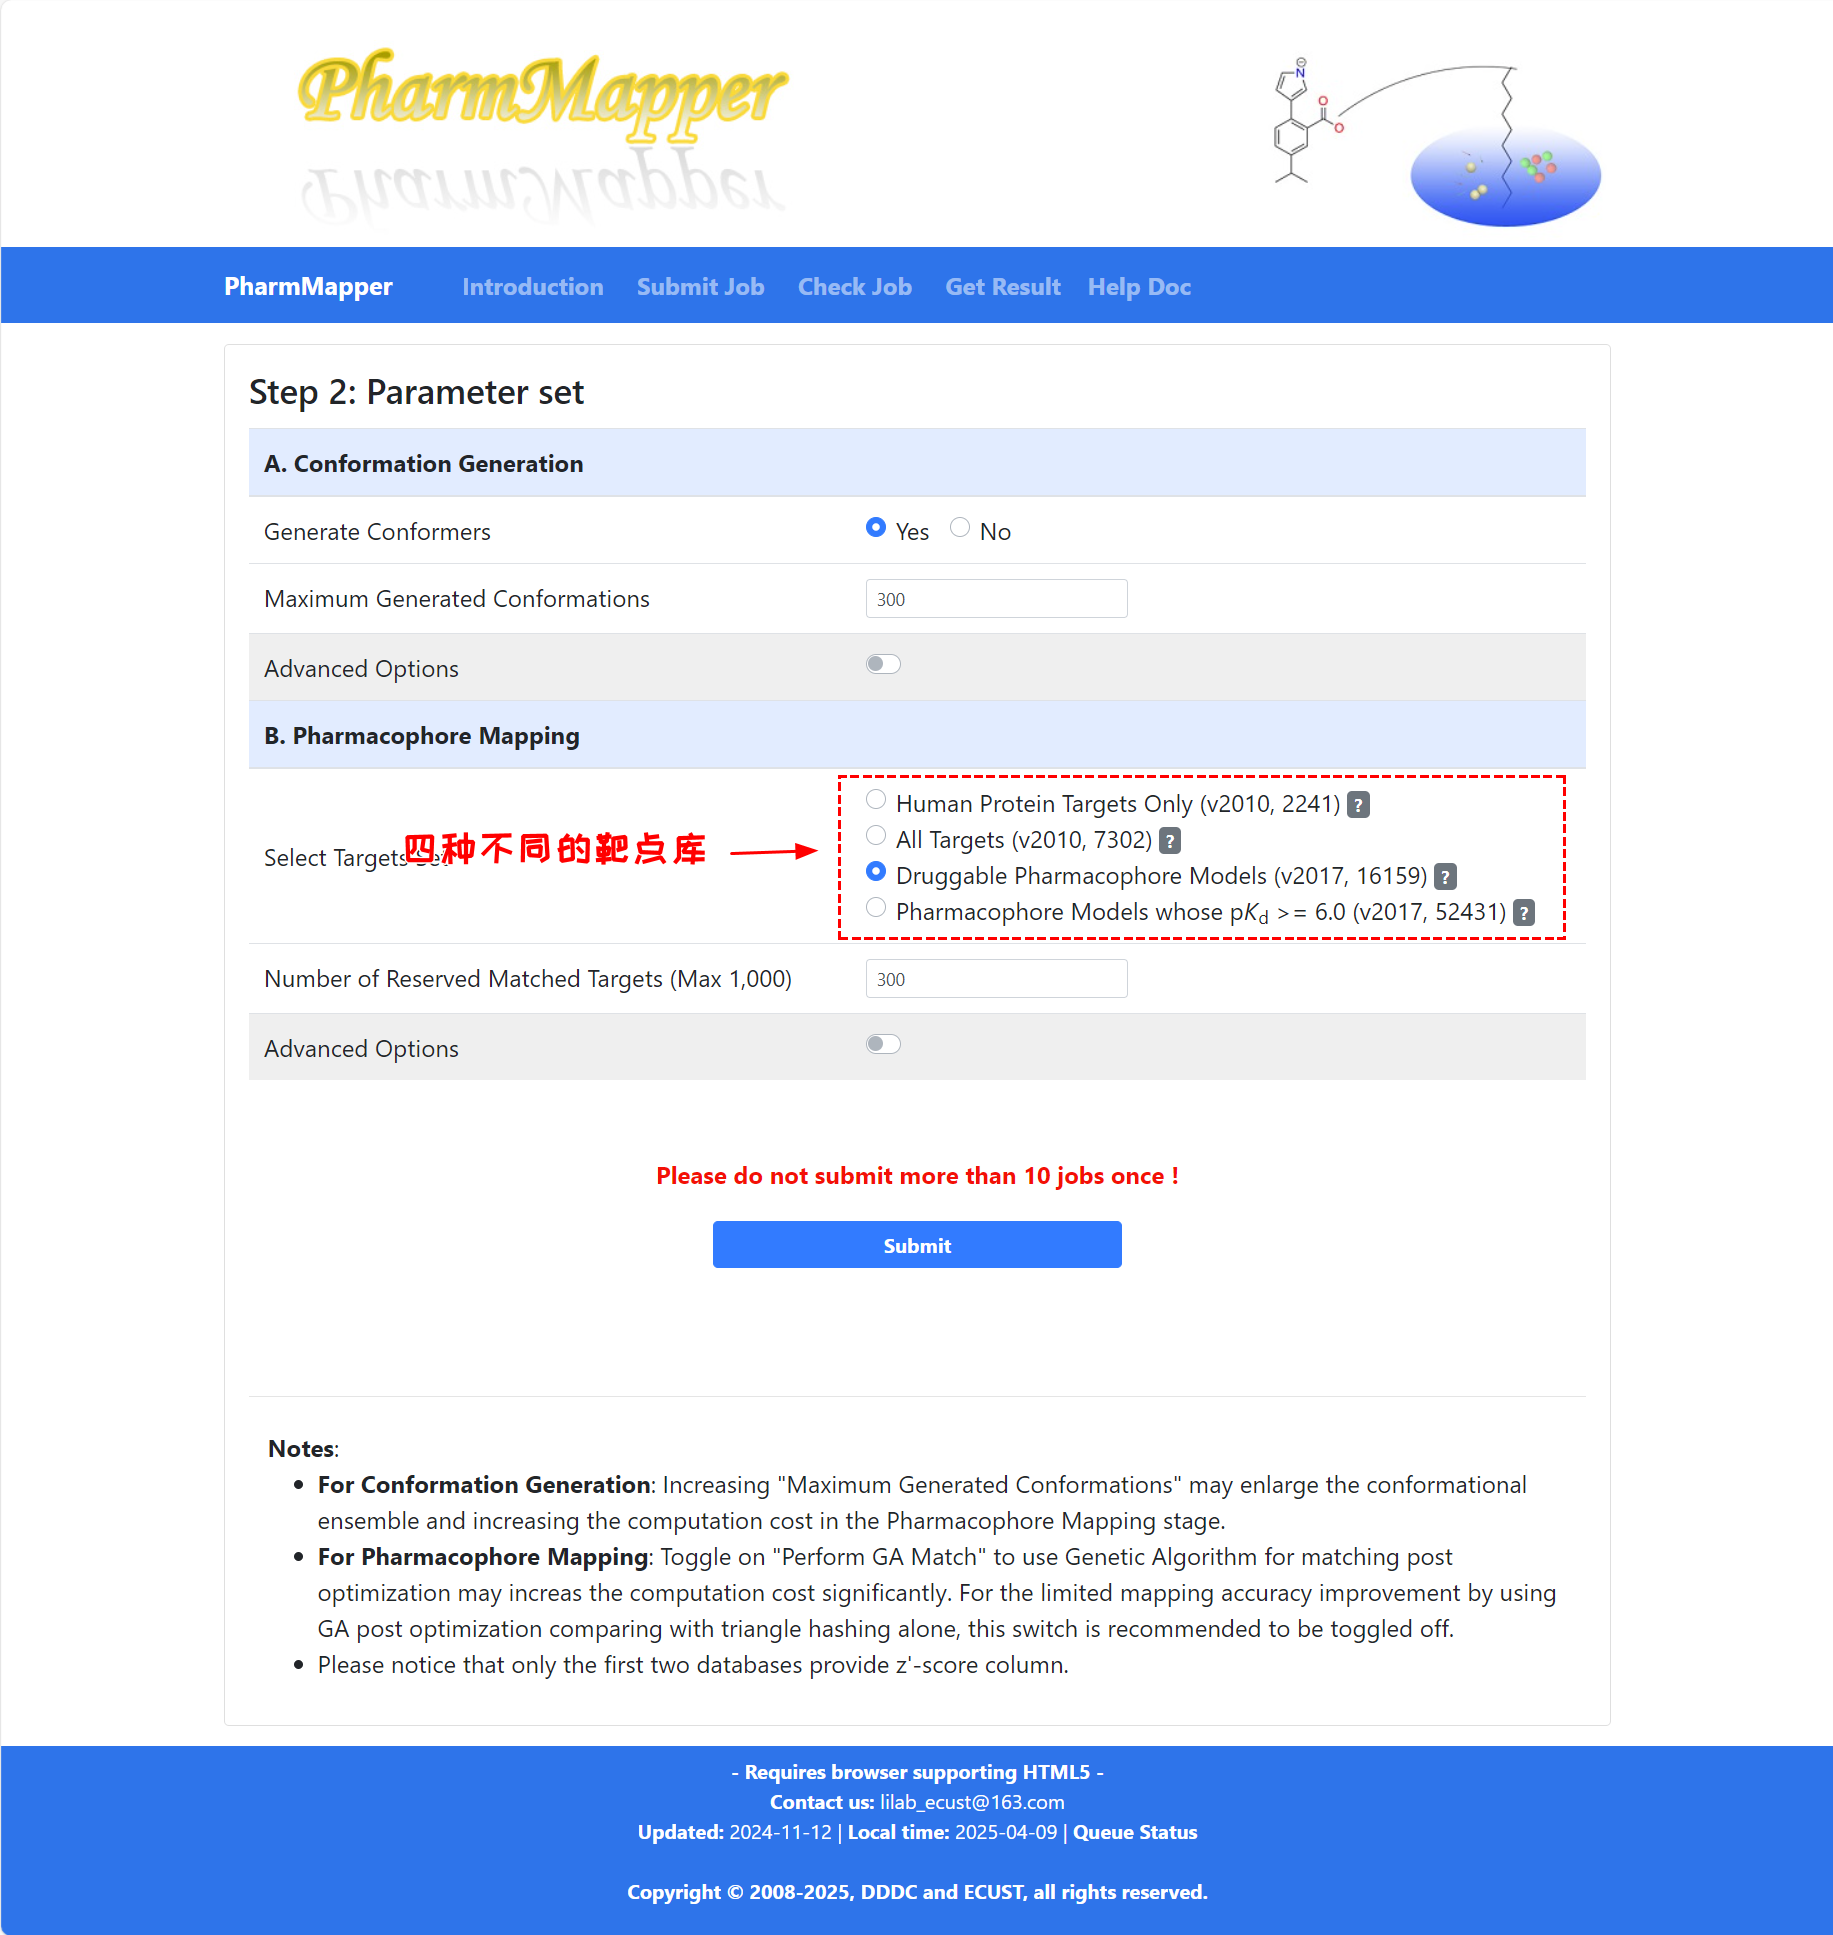 PharmMapper
N
O
O
PharmMapper Introduction Submit Job Check Job Get Result Help Doc
Step 2: Parameter set
A. Conformation Generation
Generate Conformers Yes No
Maximum Generated Conformations 300
Advanced Options
B. Pharmacophore Mapping
Human Protein Targets Only (v2010, 2241) ?
All Targets (v2010, 7302) ?
Select Targets Set
四种不同的靶点库
Druggable Pharmacophore Models (v2017, 16159) ?
Pharmacophore Models whose pKd >= 6.0 (v2017, 52431) ?
Number of Reserved Matched Targets (Max 1,000) 300
Advanced Options
Please do not submit more than 10 jobs once !
Submit
Notes:
For Conformation Generation: Increasing "Maximum Generated Conformations" may enlarge the conformational
ensemble and increasing the computation cost in the Pharmacophore Mapping stage.
For Pharmacophore Mapping: Toggle on "Perform GA Match" to use Genetic Algorithm for matching post
optimization may increas the computation cost significantly. For the limited mapping accuracy improvement by using
GA post optimization comparing with triangle hashing alone, this switch is recommended to be toggled off.
Please notice that only the first two databases provide z'-score column.
- Requires browser supporting HTML5 -
Contact us: lilab_ecust@163.com
Updated: 2024-11-12 | Local time: 2025-04-09 | Queue Status
Copyright © 2008-2025, DDDC and ECUST, all rights reserved.